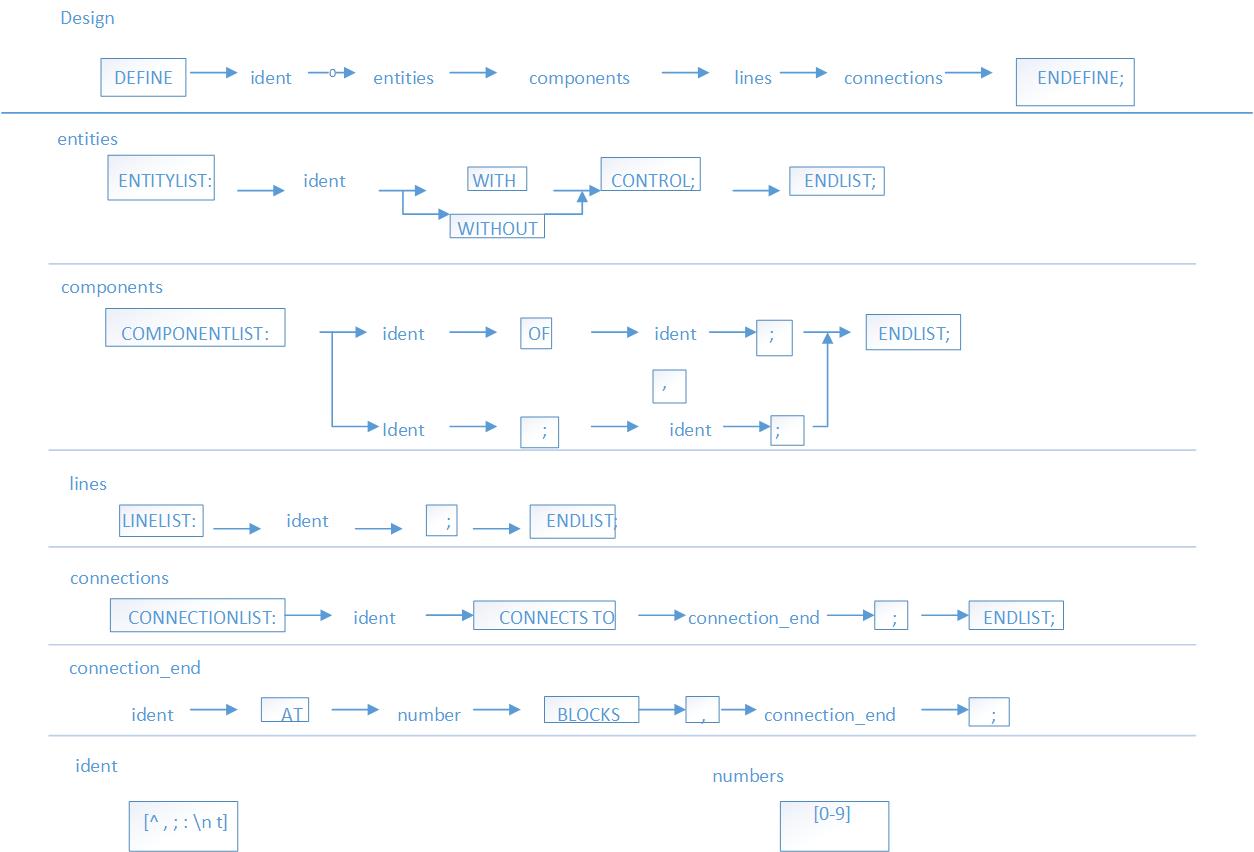 Design
DEFINE ident o entities components lines connections ENDEFINE;
entities
ENTITYLIST: ident WITH CONTROL; ENDLIST;
WITHOUT
components
COMPONENTLIST: ident OF ident ; ENDLIST;
,
Ident ; ident ;
lines
LINELIST: ident ; ENDLIST;
connections
CONNECTIONLIST: ident CONNECTS TO connection_end ; ENDLIST;
connection_end
ident AT number BLOCKS , connection_end ;
ident
numbers
[^ , ; : \n t]
[0-9]